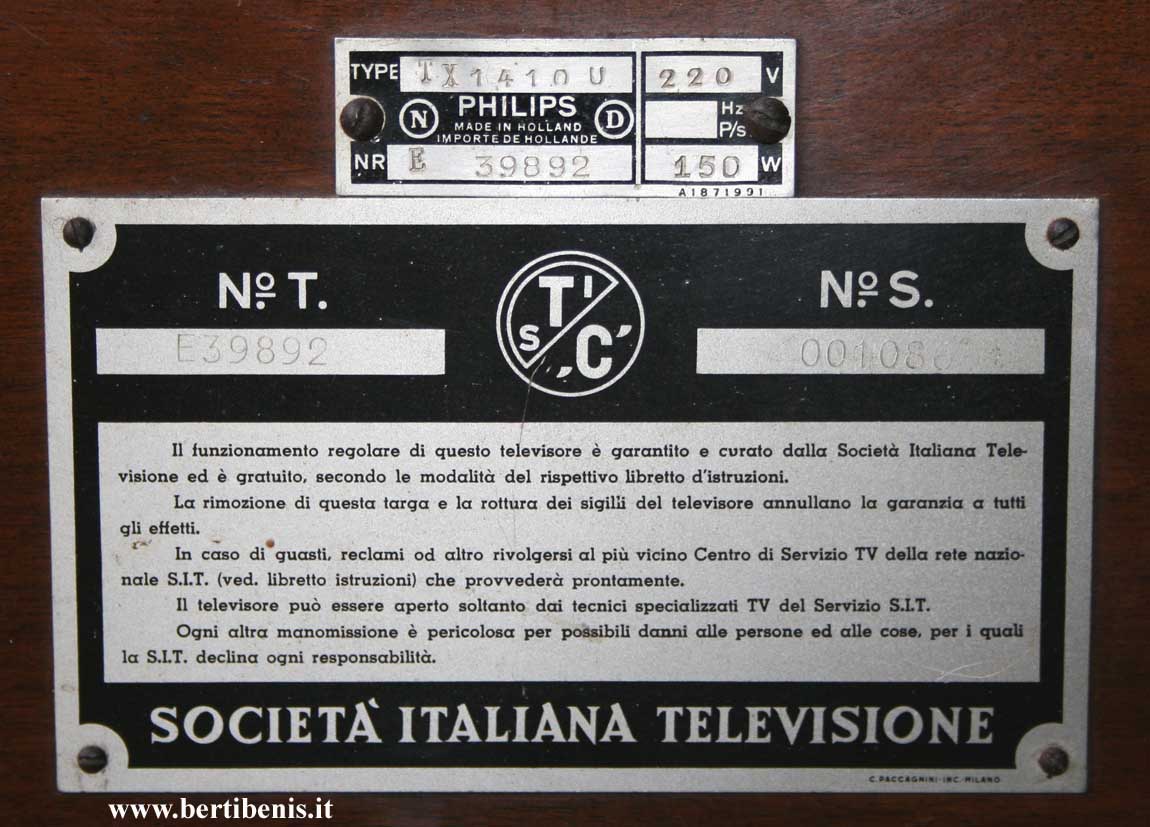 TYPE TX1410U 220 V
N PHILIPS D Hz
MADE IN HOLLAND P/s
IMPORTE DE HOLLANDE
NR E 39892 150 W
A1871991
Nº T. Nº S.
E39892
S.I.T.
Il funzionamento regolare di questo televisore è garantito e curato dalla Società Italiana Tele-
visione ed è gratuito, secondo le modalità del rispettivo libretto d'istruzioni.
La rimozione di questa targa e la rottura dei sigilli del televisore annullano la garanzia a tutti
gli effetti.
In caso di guasti, reclami od altro rivolgersi al più vicino Centro di Servizio TV della rete nazio-
nale S.I.T. (ved. libretto istruzioni) che provvederà prontamente.
Il televisore può essere aperto soltanto dai tecnici specializzati TV del Servizio S.I.T.
Ogni altra manomissione è pericolosa per possibili danni alle persone ed alle cose, per i quali
la S.I.T. declina ogni responsabilità.
SOCIETÀ ITALIANA TELEVISIONE
C. PACCAGNINI-INC.-MILANO
www.bertibenis.it